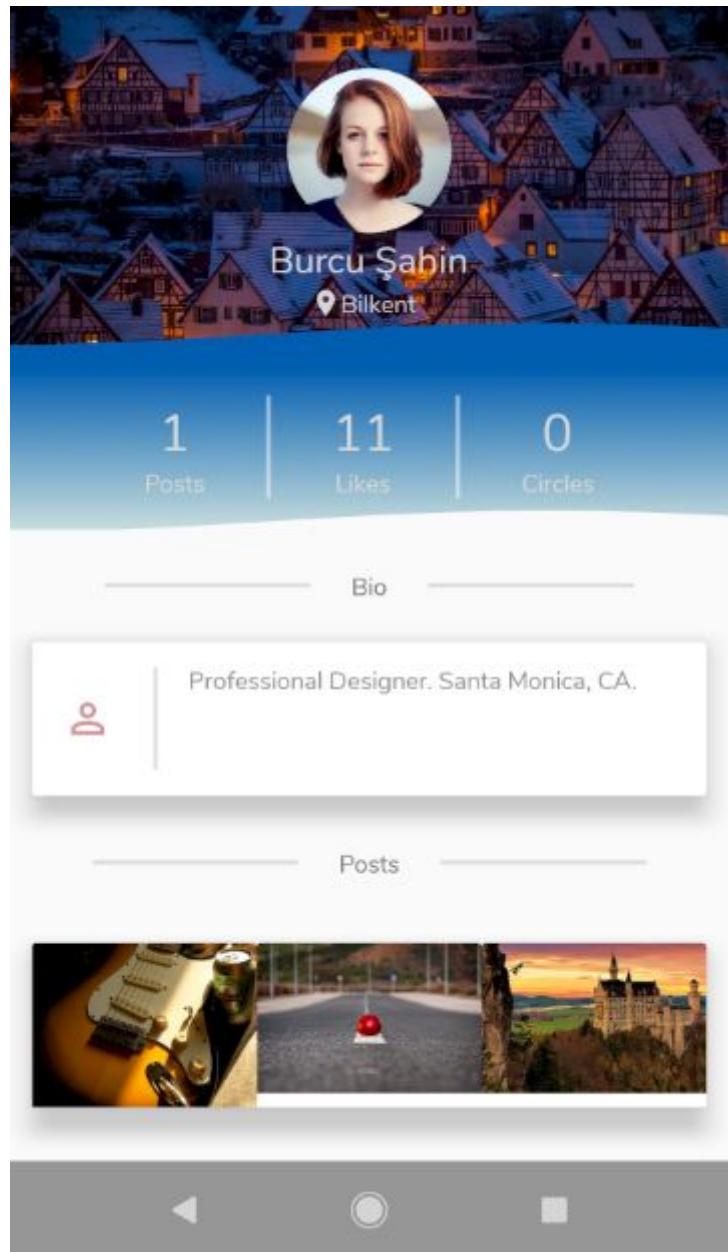 Burcu Şahin
Bilkent
1
Posts
11
Likes
0
Circles
Bio
Professional Designer. Santa Monica, CA.
Posts